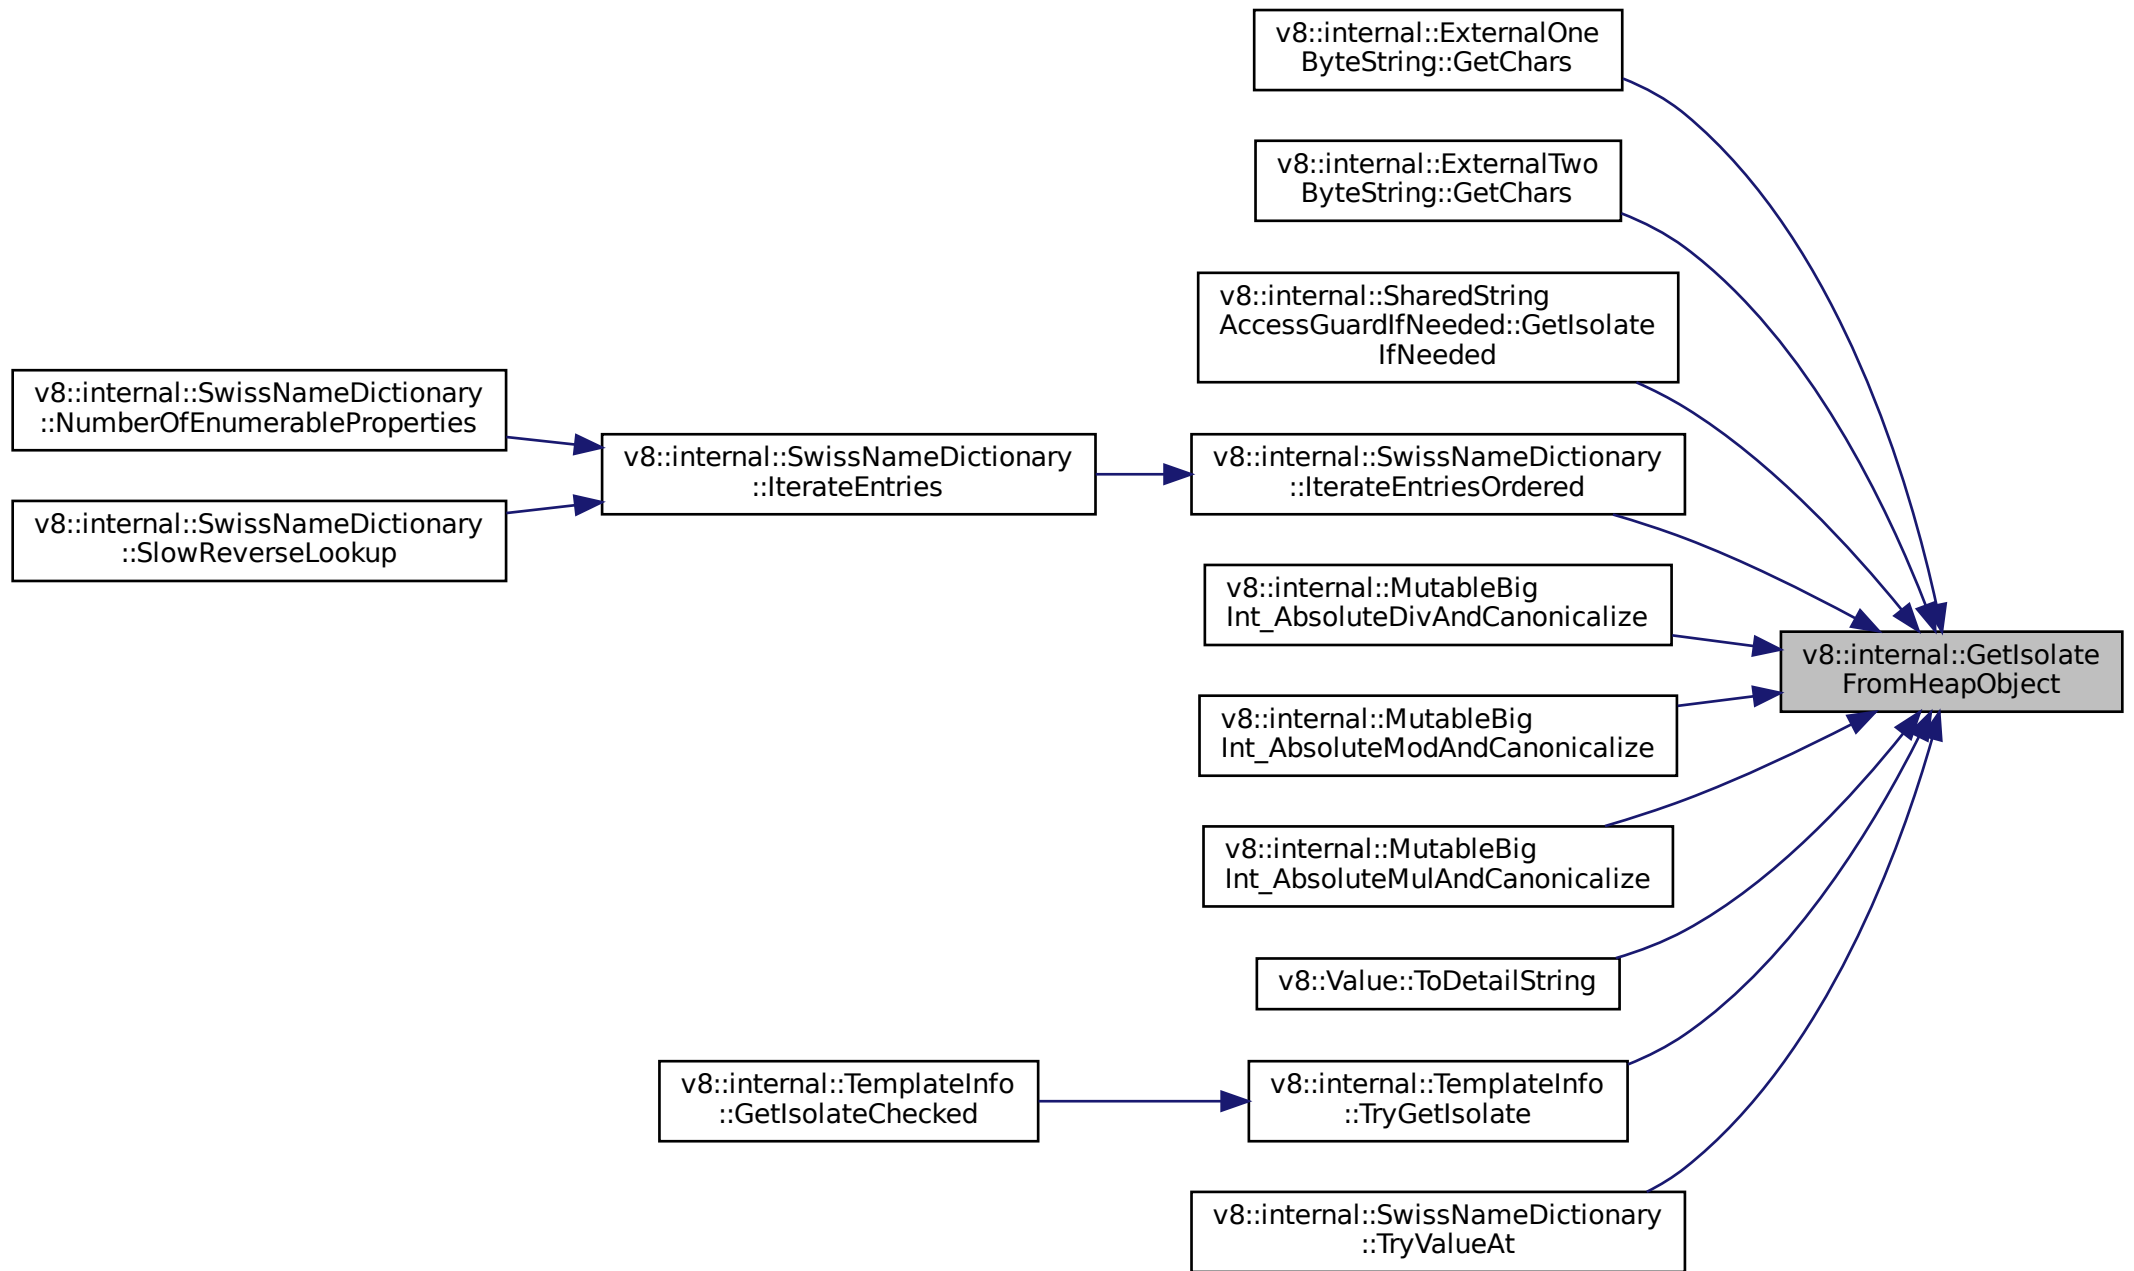 v8::internal::ExternalOne
ByteString::GetChars
v8::internal::ExternalTwo
ByteString::GetChars
v8::internal::SharedString
AccessGuardIfNeeded::GetIsolate
IfNeeded
v8::internal::SwissNameDictionary
::NumberOfEnumerableProperties
v8::internal::SwissNameDictionary
::SlowReverseLookup
v8::internal::SwissNameDictionary
::IterateEntries
v8::internal::SwissNameDictionary
::IterateEntriesOrdered
v8::internal::MutableBig
Int_AbsoluteDivAndCanonicalize
v8::internal::GetIsolate
FromHeapObject
v8::internal::MutableBig
Int_AbsoluteModAndCanonicalize
v8::internal::MutableBig
Int_AbsoluteMulAndCanonicalize
v8::Value::ToDetailString
v8::internal::TemplateInfo
::GetIsolateChecked
v8::internal::TemplateInfo
::TryGetIsolate
v8::internal::SwissNameDictionary
::TryValueAt